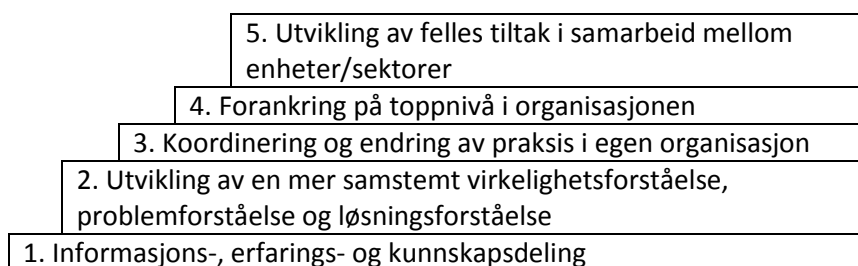 5. Utvikling av felles tiltak i samarbeid mellom
enheter/sektorer
4. Forankring på toppnivå i organisasjonen
3. Koordinering og endring av praksis i egen organisasjon
2. Utvikling av en mer samstemt virkelighetsforståelse,
problemforståelse og løsningsforståelse
1. Informasjons-, erfarings- og kunnskapsdeling